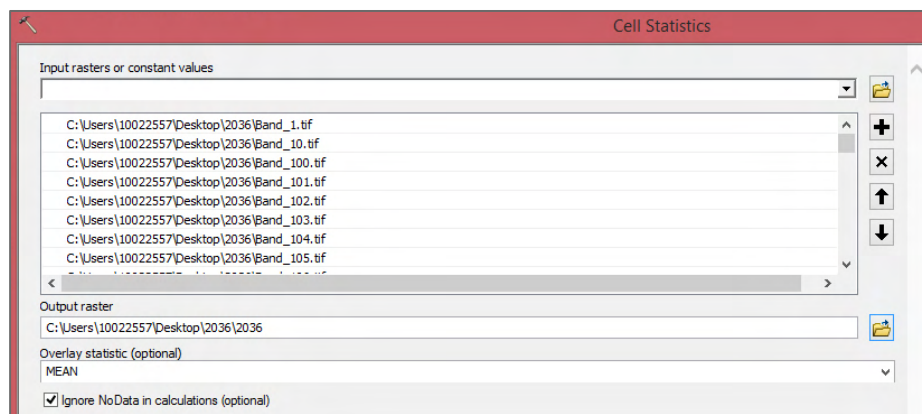 Cell Statistics
Input rasters or constant values
C:\Users\10022557\Desktop\2036\Band_1.tif
C:\Users\10022557\Desktop\2036\Band_10.tif
C:\Users\10022557\Desktop\2036\Band_100.tif
C:\Users\10022557\Desktop\2036\Band_101.tif
C:\Users\10022557\Desktop\2036\Band_102.tif
C:\Users\10022557\Desktop\2036\Band_103.tif
C:\Users\10022557\Desktop\2036\Band_104.tif
C:\Users\10022557\Desktop\2036\Band_105.tif
Output raster
C:\Users\10022557\Desktop\2036\2036
Overlay statistic (optional)
MEAN
Ignore NoData in calculations (optional)